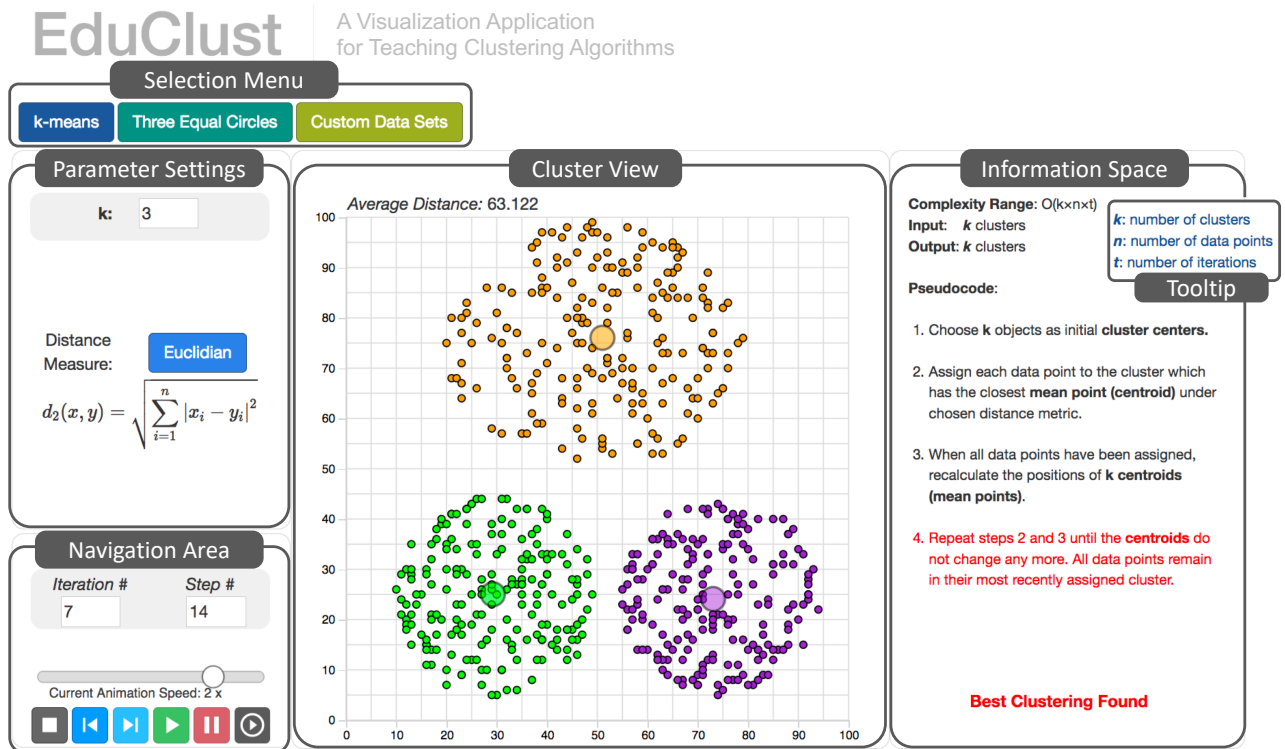 EduClust
A Visualization Application
for Teaching Clustering Algorithms
Selection Menu
k-means
Three Equal Circles
Custom Data Sets
Parameter Settings
k: 3
Distance
Measure:
Euclidian
d₂(x, y) = √∑ⁿᵢ₌₁ |xᵢ − yᵢ|²
Navigation Area
Iteration #
Step #
7
14
Current Animation Speed: 2 x
Cluster View
Average Distance: 63.122
100
90
80
70
60
50
40
30
20
10
0
0 10 20 30 40 50 60 70 80 90 100
Information Space
Complexity Range: O(k×n×t)
Input: k clusters
Output: k clusters
k: number of clusters
n: number of data points
t: number of iterations
Tooltip
Pseudocode:
1. Choose k objects as initial cluster centers.
2. Assign each data point to the cluster which
has the closest mean point (centroid) under
chosen distance metric.
3. When all data points have been assigned,
recalculate the positions of k centroids
(mean points).
4. Repeat steps 2 and 3 until the centroids do
not change any more. All data points remain
in their most recently assigned cluster.
Best Clustering Found